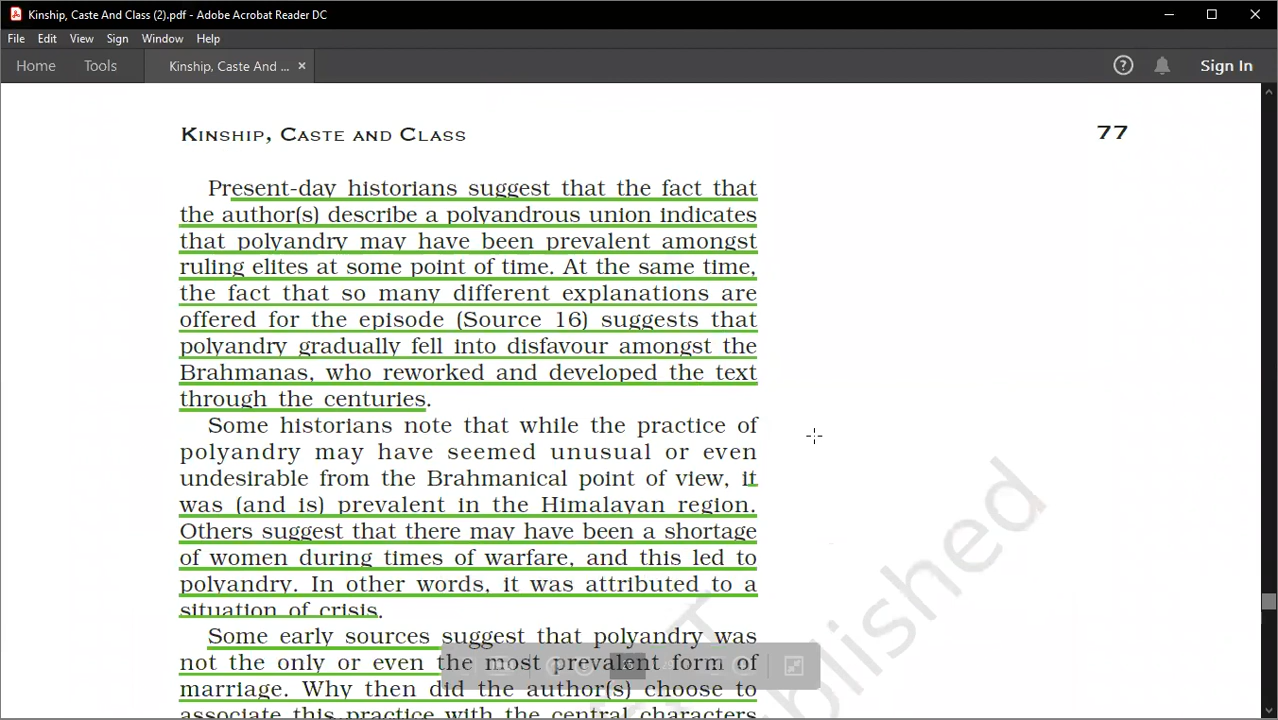 Kinship, Caste And Class (2).pdf - Adobe Acrobat Reader DC
File Edit View Sign Window Help
Home Tools Kinship, Caste And ... × Sign In
KINSHIP, CASTE AND CLASS 77
Present-day historians suggest that the fact that
the author(s) describe a polyandrous union indicates
that polyandry may have been prevalent amongst
ruling elites at some point of time. At the same time,
the fact that so many different explanations are
offered for the episode (Source 16) suggests that
polyandry gradually fell into disfavour amongst the
Brahmanas, who reworked and developed the text
through the centuries.
Some historians note that while the practice of
polyandry may have seemed unusual or even
undesirable from the Brahmanical point of view, it
was (and is) prevalent in the Himalayan region.
Others suggest that there may have been a shortage
of women during times of warfare, and this led to
polyandry. In other words, it was attributed to a
situation of crisis.
Some early sources suggest that polyandry was
not the only or even the most prevalent form of
marriage. Why then did the author(s) choose to
associate this practice with the central characters